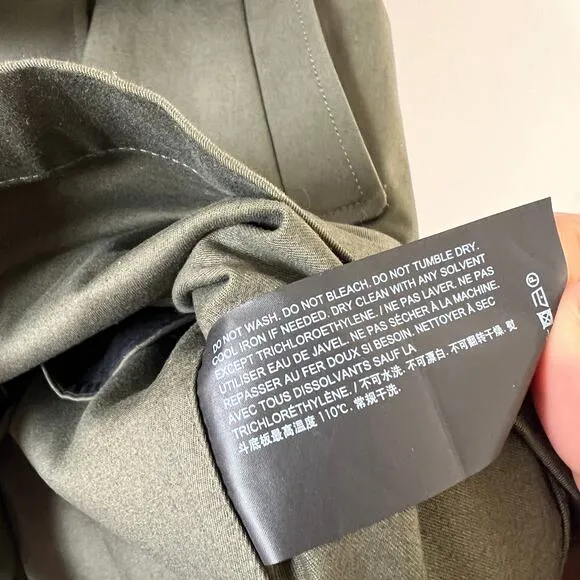 DO NOT WASH. DO NOT BLEACH. DO NOT TUMBLE DRY.
COOL IRON IF NEEDED. DRY CLEAN WITH ANY SOLVENT
EXCEPT TRICHLOROETHYLENE. / NE PAS LAVER. NE PAS
UTILISER EAU DE JAVEL. NE PAS SÉCHER À LA MACHINE.
REPASSER AU FER DOUX SI BESOIN. NETTOYER À SEC
AVEC TOUS DISSOLVANTS SAUF LA
TRICHLORÉTHYLÈNE / 不可水洗. 不可漂白. 不可翻转干燥. 熨
斗底板最高温度 110℃. 常规干洗.
P